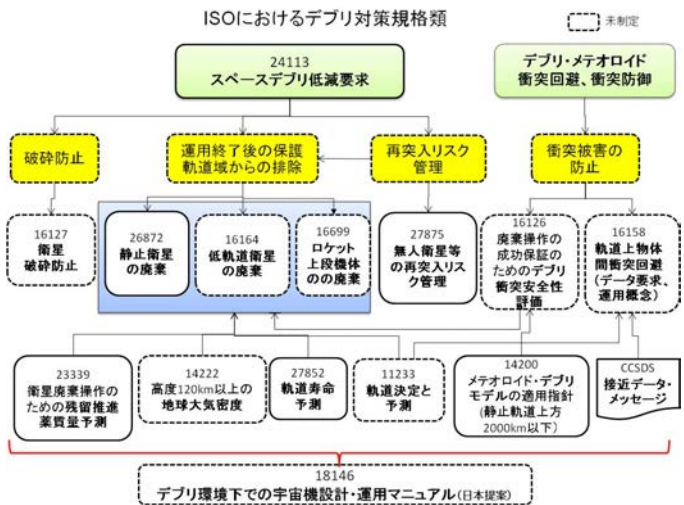 ISOにおけるデブリ対策規格類
未制定
24113
スペースデブリ低減要求
デブリ・メテオロイド
衝突回避、衝突防御
破砕防止
運用終了後の保護
軌道域からの排除
再突入リスク
管理
衝突被害の
防止
16127
衛星
破砕防止
26872
静止衛星
の廃棄
16164
低軌道衛星
の廃棄
16699
ロケット
上段機体
のの廃棄
27875
無人衛星等
の再突入リス
ク管理
16126
廃棄操作の
成功保証の
ためのデブリ
衝突安全性
評価
16158
軌道上物体
間衝突回避
(データ要求、
運用概念)
23339
衛星廃棄操作の
ための残留推進
薬質量予測
14222
高度120km以上の
地球大気密度
27852
軌道寿命
予測
11233
軌道決定と
予測
14200
メテオロイド・デブリ
モデルの適用指針
(静止軌道上方
2000km以下)
CCSDS
接近データ・
メッセージ
18146
デブリ環境下での宇宙機設計・運用マニュアル(日本提案)